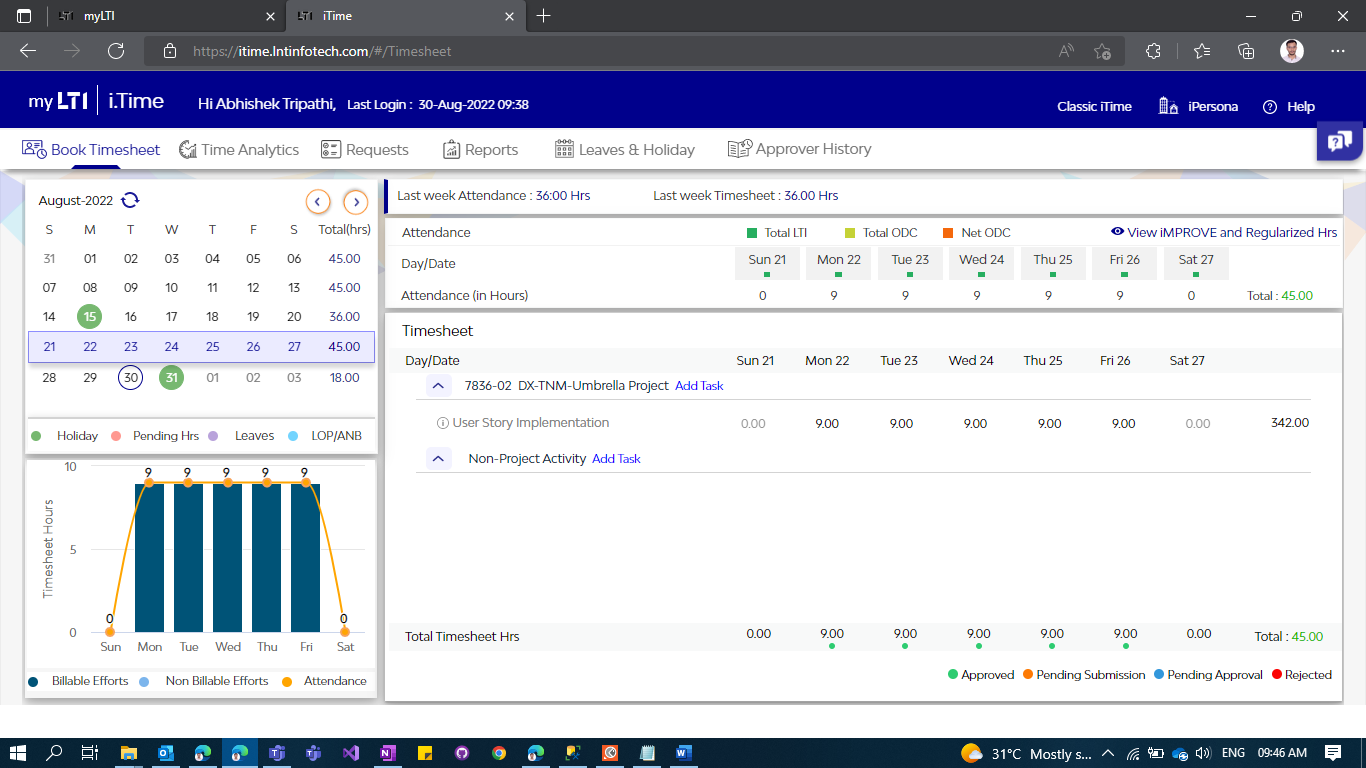 myLTI
iTime
https://itime.lntinfotech.com/#/Timesheet
my LTI i.Time
Hi Abhishek Tripathi, Last Login : 30-Aug-2022 09:38
Classic iTime
iPersona
Help
Book Timesheet
Time Analytics
Requests
Reports
Leaves & Holiday
Approver History
August-2022
S M T W T F S Total(hrs)
31 01 02 03 04 05 06 45.00
07 08 09 10 11 12 13 45.00
14 15 16 17 18 19 20 36.00
21 22 23 24 25 26 27 45.00
28 29 30 31 01 02 03 18.00
Holiday Pending Hrs Leaves LOP/ANB
Timesheet Hours
10
5
0
0 9 9 9 9 9 0
Sun Mon Tue Wed Thu Fri Sat
Billable Efforts Non Billable Efforts Attendance
Last week Attendance : 36:00 Hrs Last week Timesheet : 36.00 Hrs
Attendance Total LTI Total ODC Net ODC View iMPROVE and Regularized Hrs
Day/Date Sun 21 Mon 22 Tue 23 Wed 24 Thu 25 Fri 26 Sat 27
Attendance (in Hours) 0 9 9 9 9 9 0 Total : 45.00
Timesheet
Day/Date Sun 21 Mon 22 Tue 23 Wed 24 Thu 25 Fri 26 Sat 27
7836-02 DX-TNM-Umbrella Project Add Task
User Story Implementation 0.00 9.00 9.00 9.00 9.00 9.00 0.00 342.00
Non-Project Activity Add Task
Total Timesheet Hrs 0.00 9.00 9.00 9.00 9.00 9.00 0.00 Total : 45.00
Approved Pending Submission Pending Approval Rejected
31°C Mostly s... ENG 09:46 AM